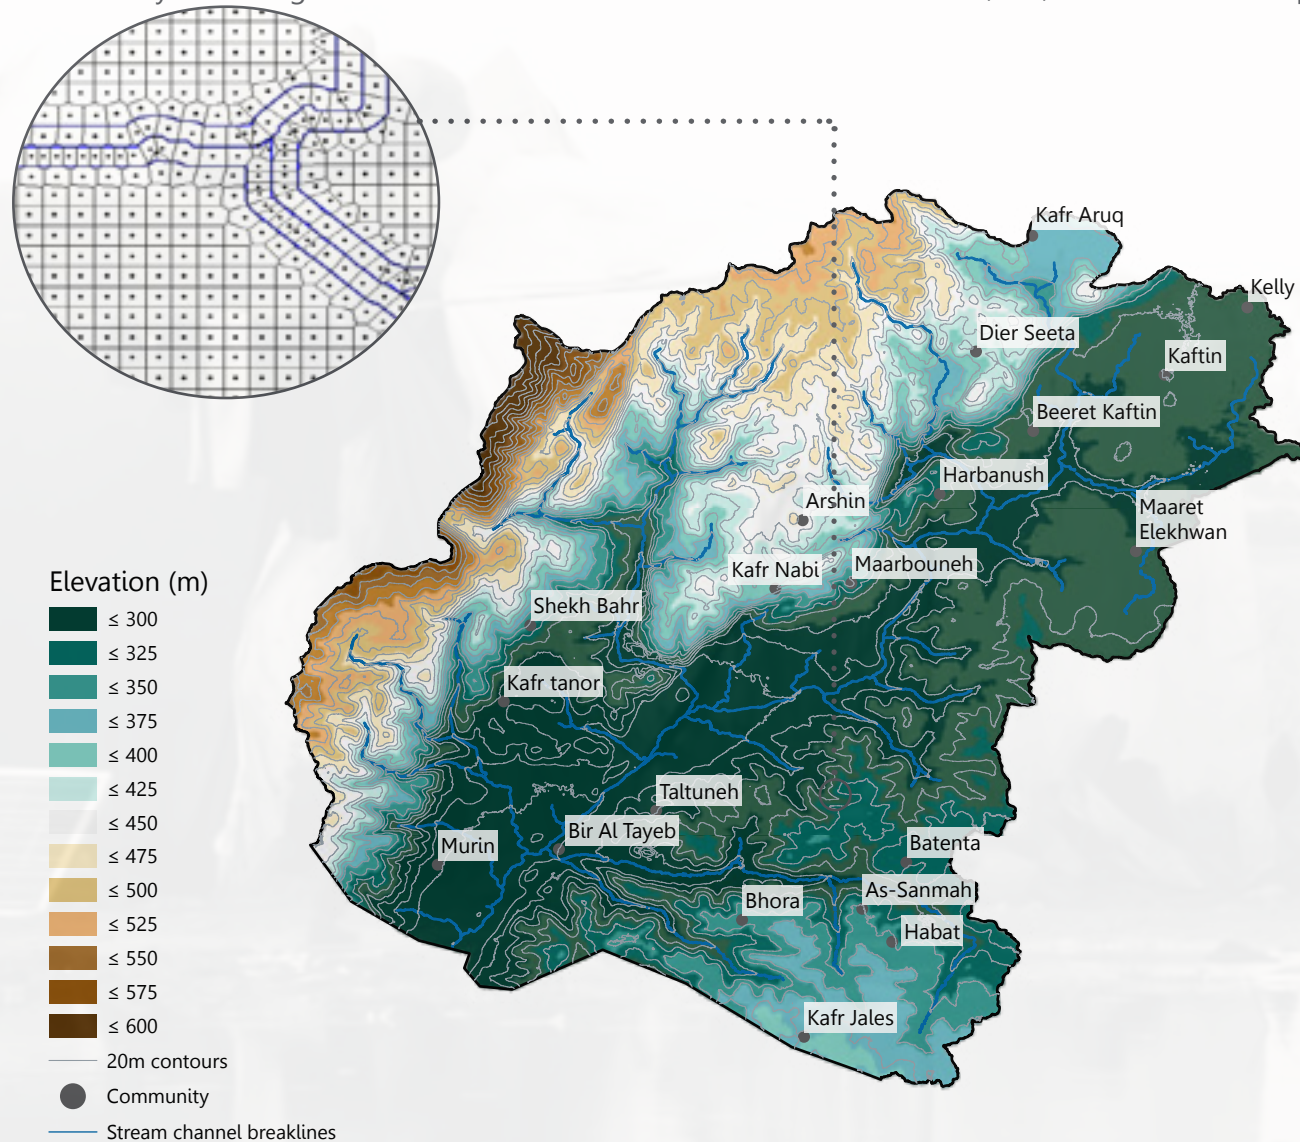 Kafr Aruq
Kelly
Dier Seeta
Kaftin
Beeret Kaftin
Harbanush
Arshin
Maaret
Elekhwan
Kafr Nabi
Maarbouneh
Shekh Bahr
Kafr tanor
Taltuneh
Bir Al Tayeb
Murin
Batenta
As-Sanmah
Bhora
Habat
Kafr Jales
Elevation (m)
≤ 300
≤ 325
≤ 350
≤ 375
≤ 400
≤ 425
≤ 450
≤ 475
≤ 500
≤ 525
≤ 550
≤ 575
≤ 600
20m contours
Community
Stream channel breaklines